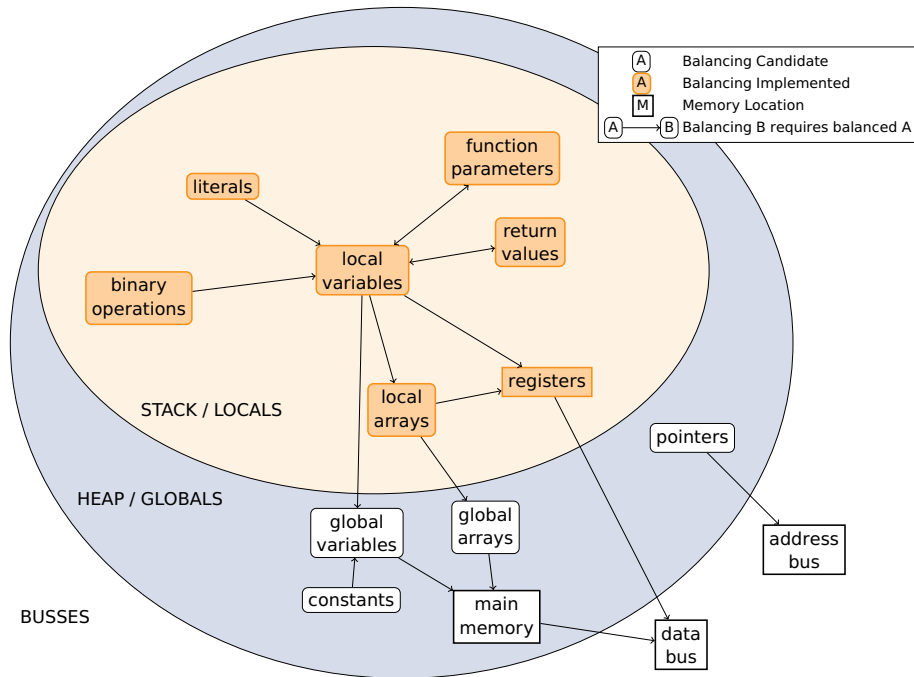 A Balancing Candidate
A Balancing Implemented
M Memory Location
A B Balancing B requires balanced A
function
parameters
literals
return
values
local
variables
binary
operations
registers
local
arrays
STACK / LOCALS
pointers
HEAP / GLOBALS
global
variables
global
arrays
address
bus
constants
main
memory
BUSSES
data
bus